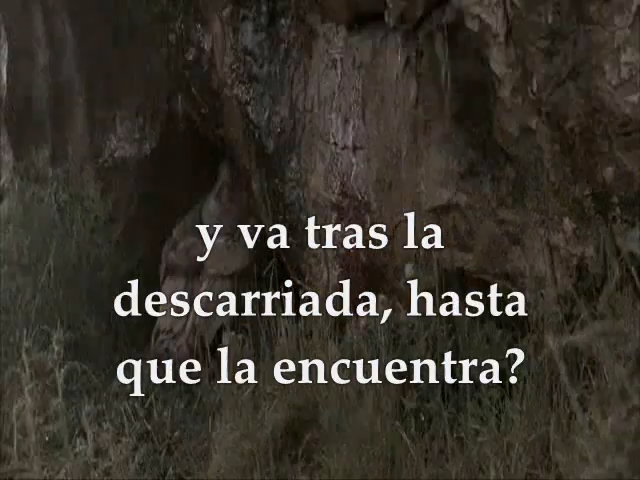 y va tras la
descarriada, hasta
que la encuentra?